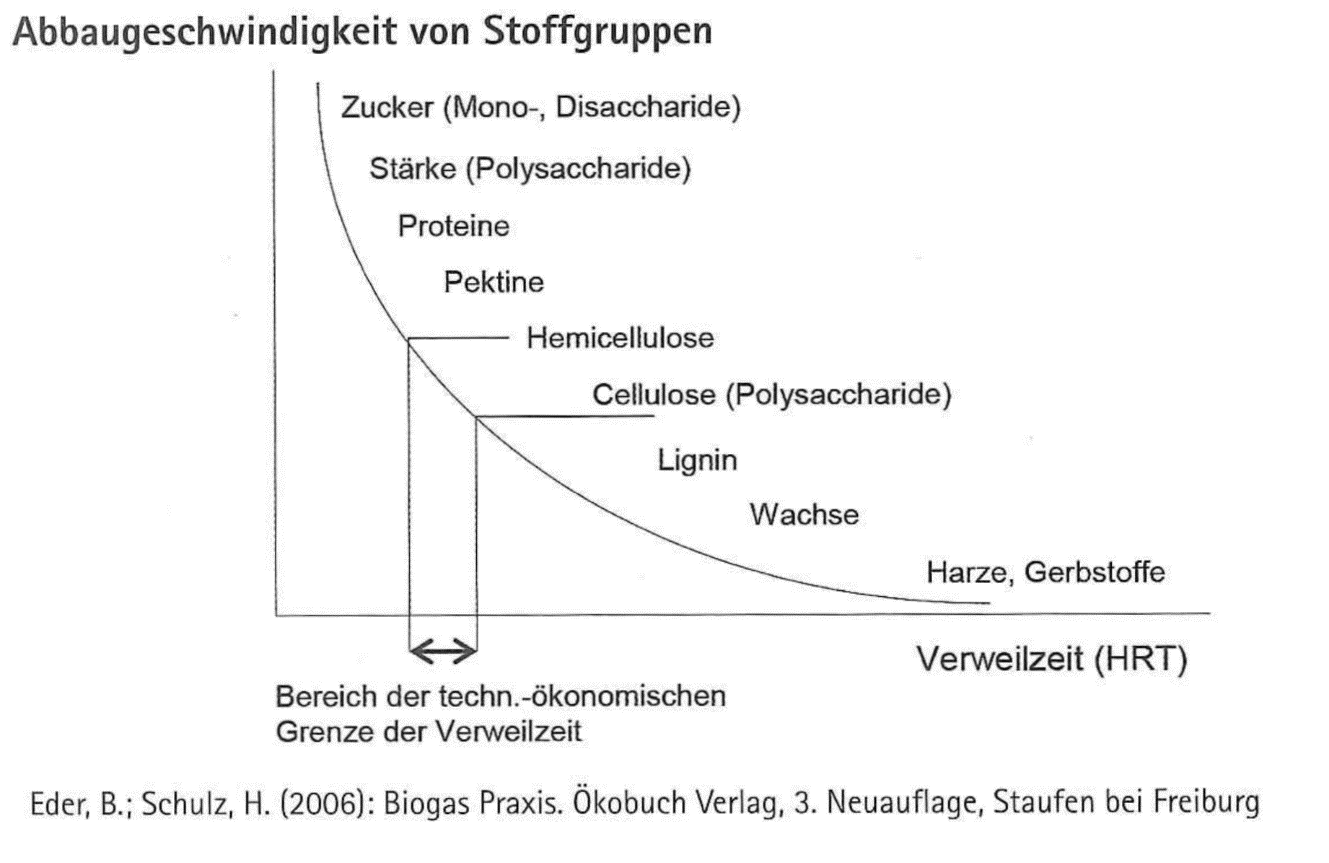 Abbaugeschwindigkeit von Stoffgruppen
Zucker (Mono-, Disaccharide)
Stärke (Polysaccharide)
Proteine
Pektine
Hemicellulose
Cellulose (Polysaccharide)
Lignin
Wachse
Harze, Gerbstoffe
Verweilzeit (HRT)
Bereich der techn.-ökonomischen
Grenze der Verweilzeit
Eder, B.; Schulz, H. (2006): Biogas Praxis. Ökobuch Verlag, 3. Neuauflage, Staufen bei Freiburg